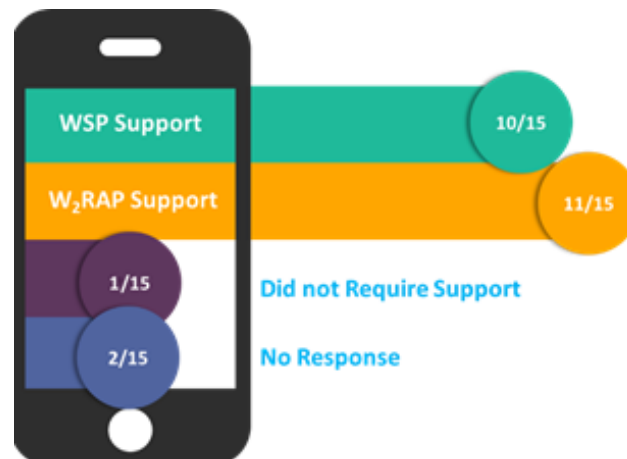 WSP Support
10/15
W₂RAP Support
11/15
1/15
Did not Require Support
2/15
No Response